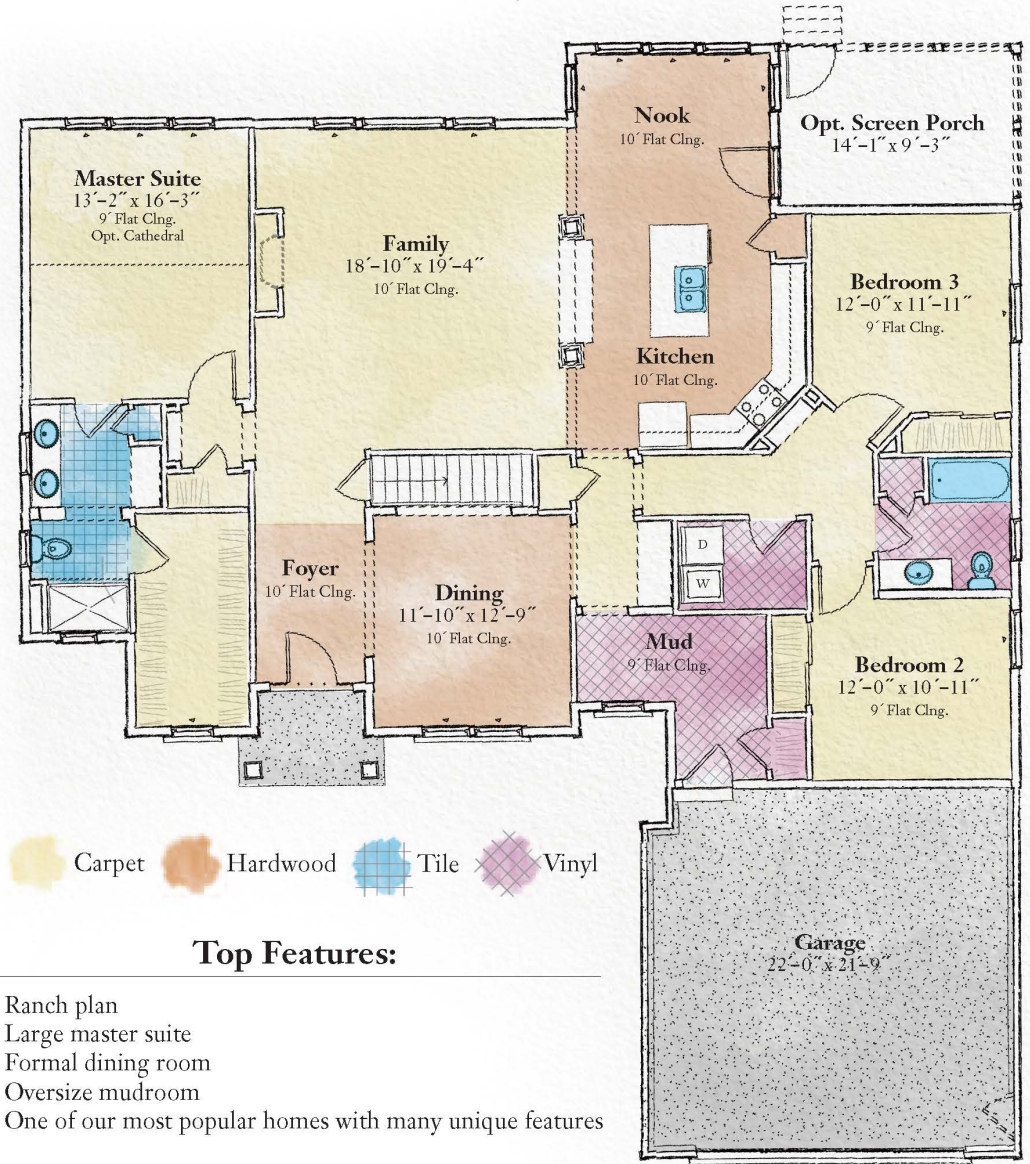 Nook
10´ Flat Clng.
Opt. Screen Porch
14´–1˝ x 9´–3˝
Master Suite
13´–2˝ x 16´–3˝
9´ Flat Clng.
Opt. Cathedral
Family
18´–10˝ x 19´–4˝
10´ Flat Clng.
Bedroom 3
12´–0˝ x 11´–11˝
9´ Flat Clng.
Kitchen
10´ Flat Clng.
D
W
Foyer
10´ Flat Clng.
Dining
11´–10˝ x 12´–9˝
10´ Flat Clng.
Mud
9´ Flat Clng.
Bedroom 2
12´–0˝ x 10´–11˝
9´ Flat Clng.
Carpet
Hardwood
Tile
Vinyl
Garage
22´–0˝ x 21–9˝
Top Features:
Ranch plan
Large master suite
Formal dining room
Oversize mudroom
One of our most popular homes with many unique features